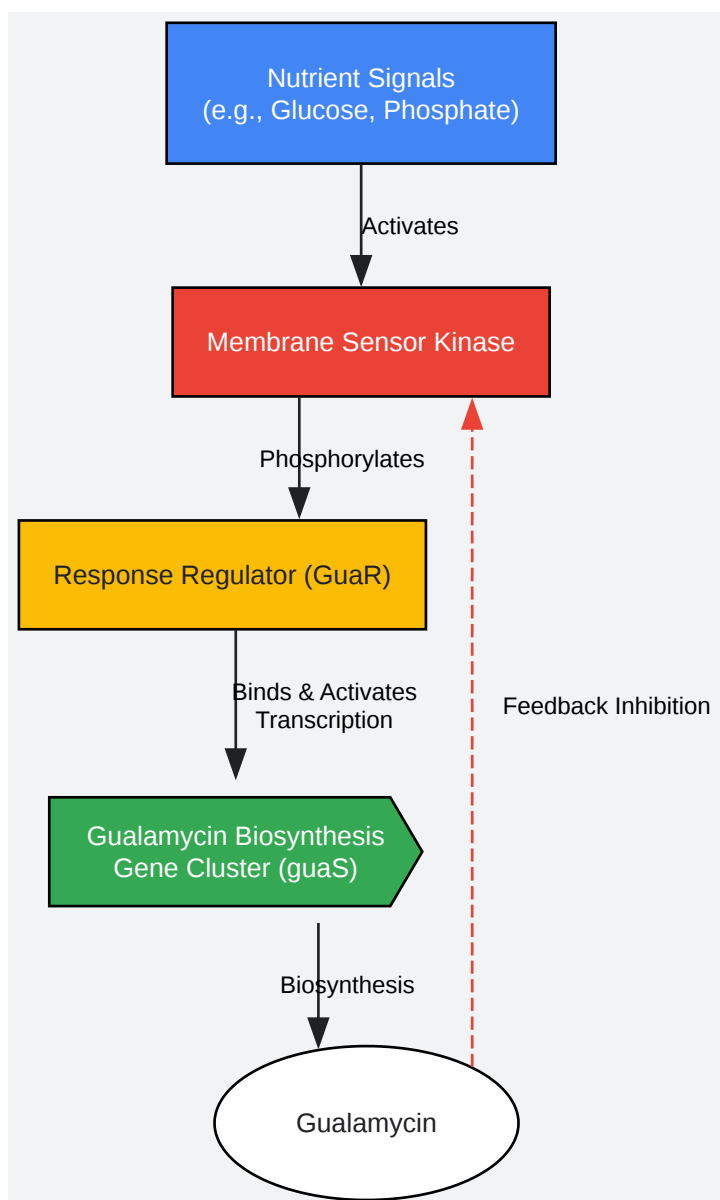 Nutrient Signals
(e.g., Glucose, Phosphate)
Activates
Membrane Sensor Kinase
Phosphorylates
Response Regulator (GuaR)
Binds & Activates
Transcription
Feedback Inhibition
Gualamycin Biosynthesis
Gene Cluster (guaS)
Biosynthesis
Gualamycin